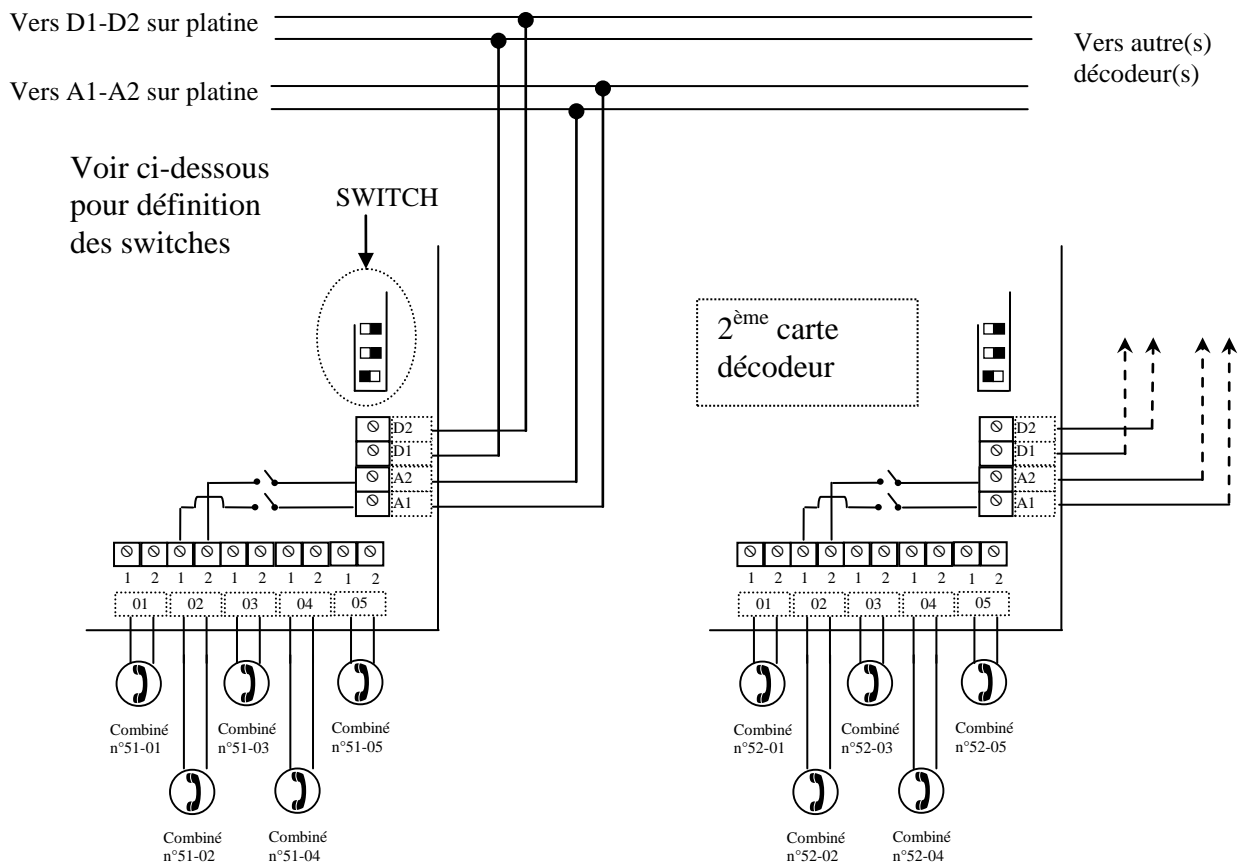 Vers D1-D2 sur platine
Vers autre(s)
décodeur(s)
Vers A1-A2 sur platine
Voir ci-dessous
pour définition
des switches
SWITCH
2ème carte
décodeur
D2
D1
A2
A1
D2
D1
A2
A1
1 2 1 2 1 2 1 2 1 2
01 02 03 04 05
1 2 1 2 1 2 1 2 1 2
01 02 03 04 05
Combiné
n°51-01
Combiné
n°51-03
Combiné
n°51-05
Combiné
n°51-02
Combiné
n°51-04
Combiné
n°52-01
Combiné
n°52-03
Combiné
n°52-05
Combiné
n°52-02
Combiné
n°52-04